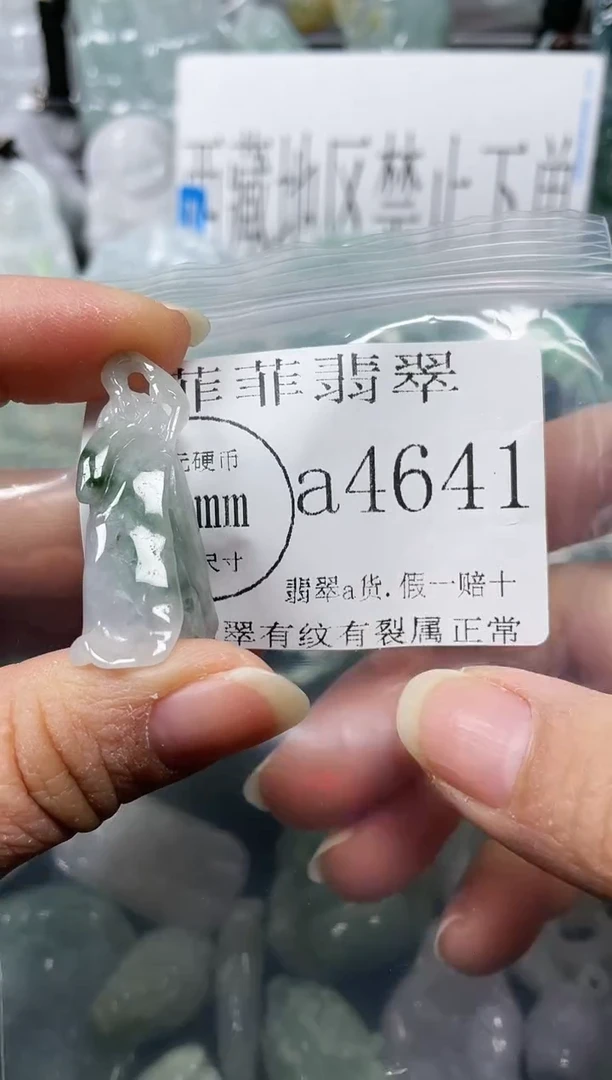 西藏地区禁止下单
菲菲翡翠
元硬币
mm
尺寸
a4641
翡翠a货.假一赔十
翠有纹有裂属正常